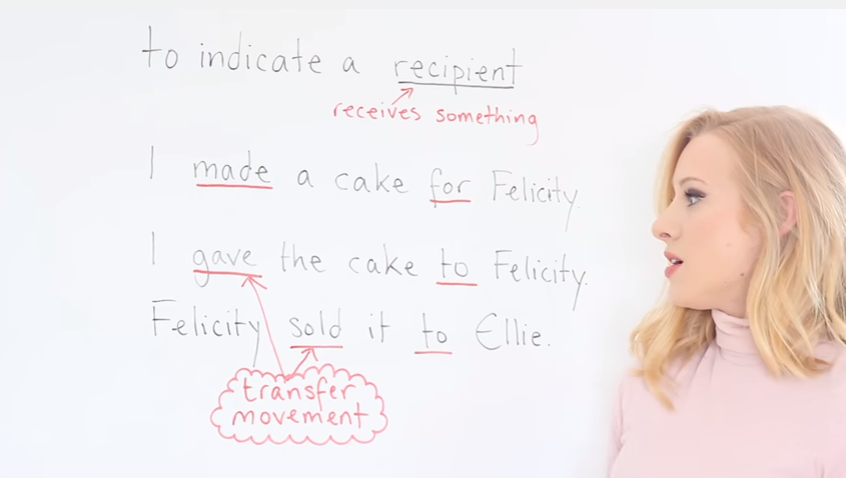 to indicate a recipient
receives something
I made a cake for Felicity.
I gave the cake to Felicity.
Felicity sold it to Ellie.
transfer
movement